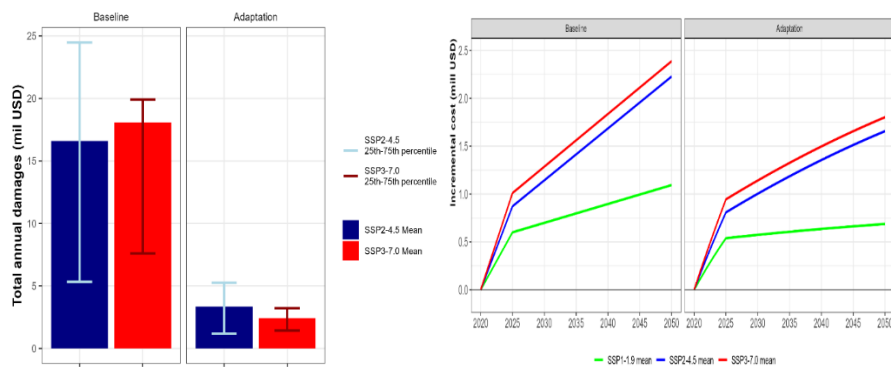 Baseline
Adaptation
Total annual damages (mil USD)
25
20
15
10
5
0
Baseline
Adaptation
SSP2-4.5
25th-75th percentile
SSP3-7.0
25th-75th percentile
SSP2-4.5 Mean
SSP3-7.0 Mean
Baseline
Adaptation
Incremental cost (mill USD)
2.5
2.0
1.5
1.0
0.5
0.0
2020 2025 2030 2035 2040 2045 2050
2020 2025 2030 2035 2040 2045 2050
SSP1-1.9 mean SSP2-4.5 mean SSP3-7.0 mean